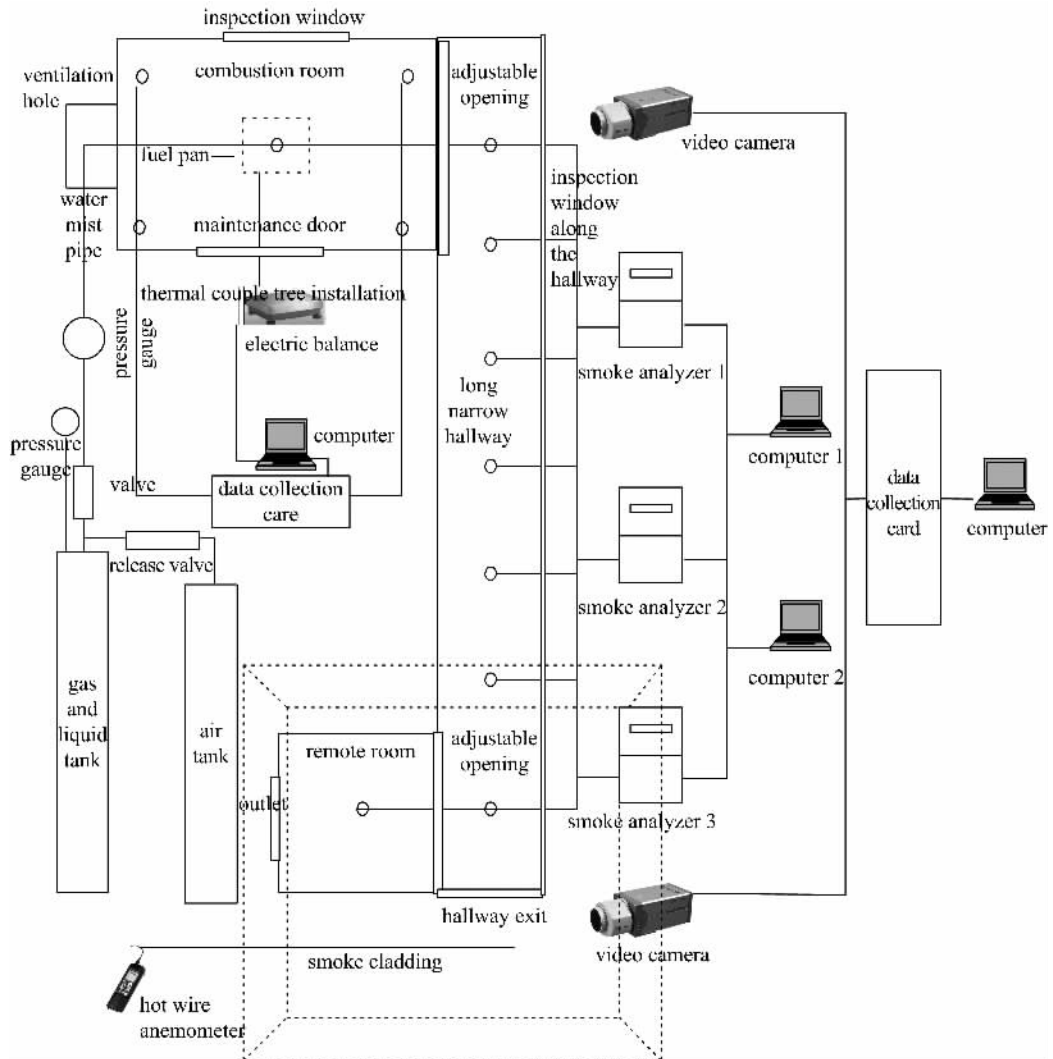 inspection window
combustion room
adjustable
opening
ventilation
hole
video camera
fuel pan
inspection
window
along
the
hallway
water
mist
pipe
maintenance door
thermal couple tree installation
pressure
gauge
electric balance
smoke analyzer 1
long
narrow
hallway
computer
computer 1
pressure
gauge
valve
data collection
care
data
collection
card
computer
release valve
smoke analyzer 2
computer 2
gas
and
liquid
tank
air
tank
remote room
adjustable
opening
outlet
smoke analyzer 3
hallway exit
video camera
smoke cladding
hot wire
anemometer